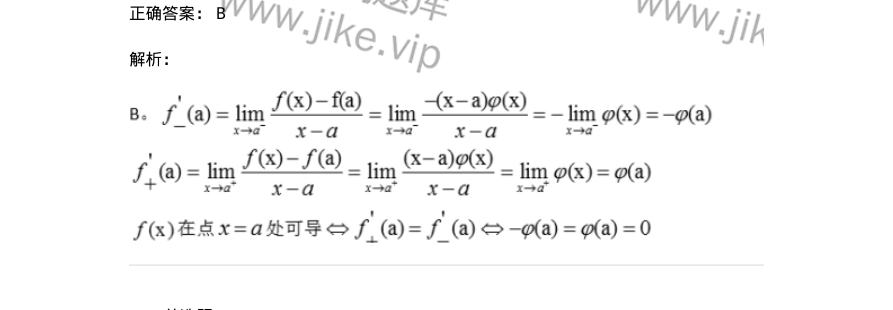 正确答案： B
www.jike.vip
www.jik
解析：
B。 f'₋(a) = lim_{x→a⁻} (f(x)−f(a))/(x−a) = lim_{x→a⁻} (−(x−a)φ(x))/(x−a) = − lim_{x→a⁻} φ(x) = −φ(a)
f'₊(a) = lim_{x→a⁺} (f(x)−f(a))/(x−a) = lim_{x→a⁺} ((x−a)φ(x))/(x−a) = lim_{x→a⁺} φ(x) = φ(a)
f(x)在点x=a处可导⇔f'₊(a)=f'₋(a)⇔−φ(a)=φ(a)=0